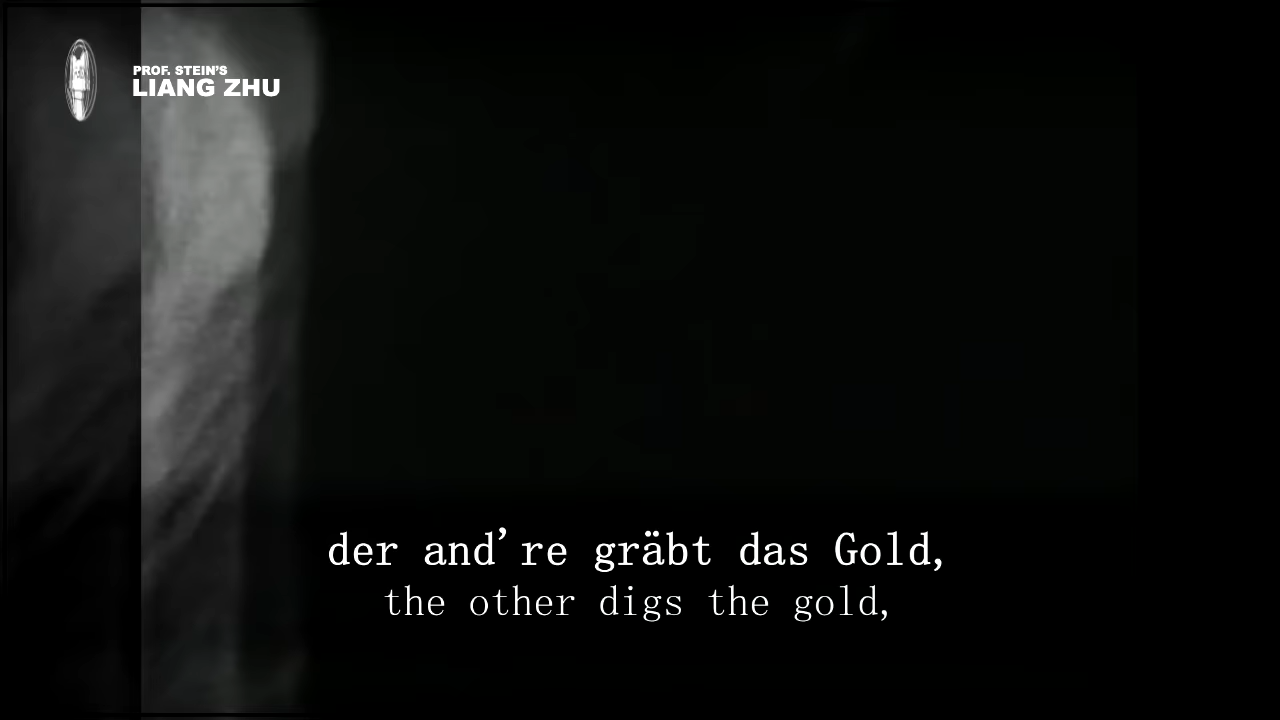 PROF. STEIN'S
LIANG ZHU
der and're gräbt das Gold,
the other digs the gold,